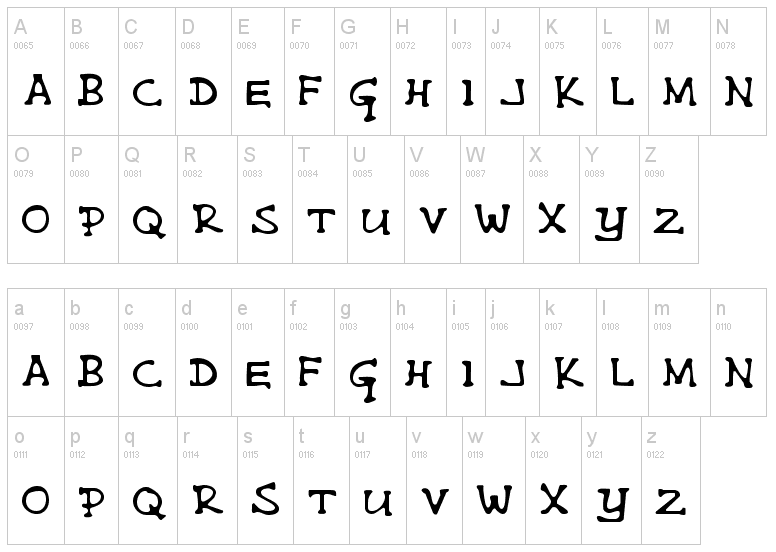 A B C D E F G H I J K L M N
0065 0066 0067 0068 0069 0070 0071 0072 0073 0074 0075 0076 0077 0078
A B C D E F G H I J K L M N
O P Q R S T U V W X Y Z
0079 0080 0081 0082 0083 0084 0085 0086 0087 0088 0089 0090
O P Q R S T U V W X Y Z
a b c d e f g h i j k l m n
0097 0098 0099 0100 0101 0102 0103 0104 0105 0106 0107 0108 0109 0110
A B C D E F G H I J K L M N
o p q r s t u v w x y z
0111 0112 0113 0114 0115 0116 0117 0118 0119 0120 0121 0122
O P Q R S T U V W X Y Z